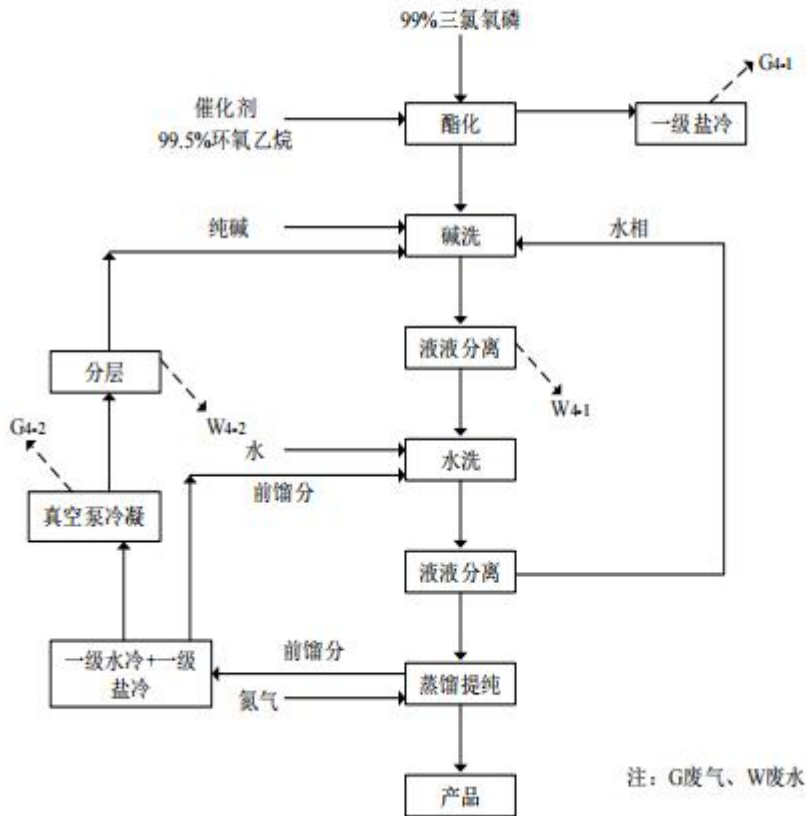 99%三氯氧磷
G4-1
催化剂
99.5%环氧乙烷
酯化
一级盐冷
纯碱
碱洗
水相
液液分离
分层
W4-1
G4-2
W4-2
水
水洗
前馏分
真空泵冷凝
液液分离
一级水冷+一级
盐冷
前馏分
蒸馏提纯
氮气
注：G废气、W废水
产品